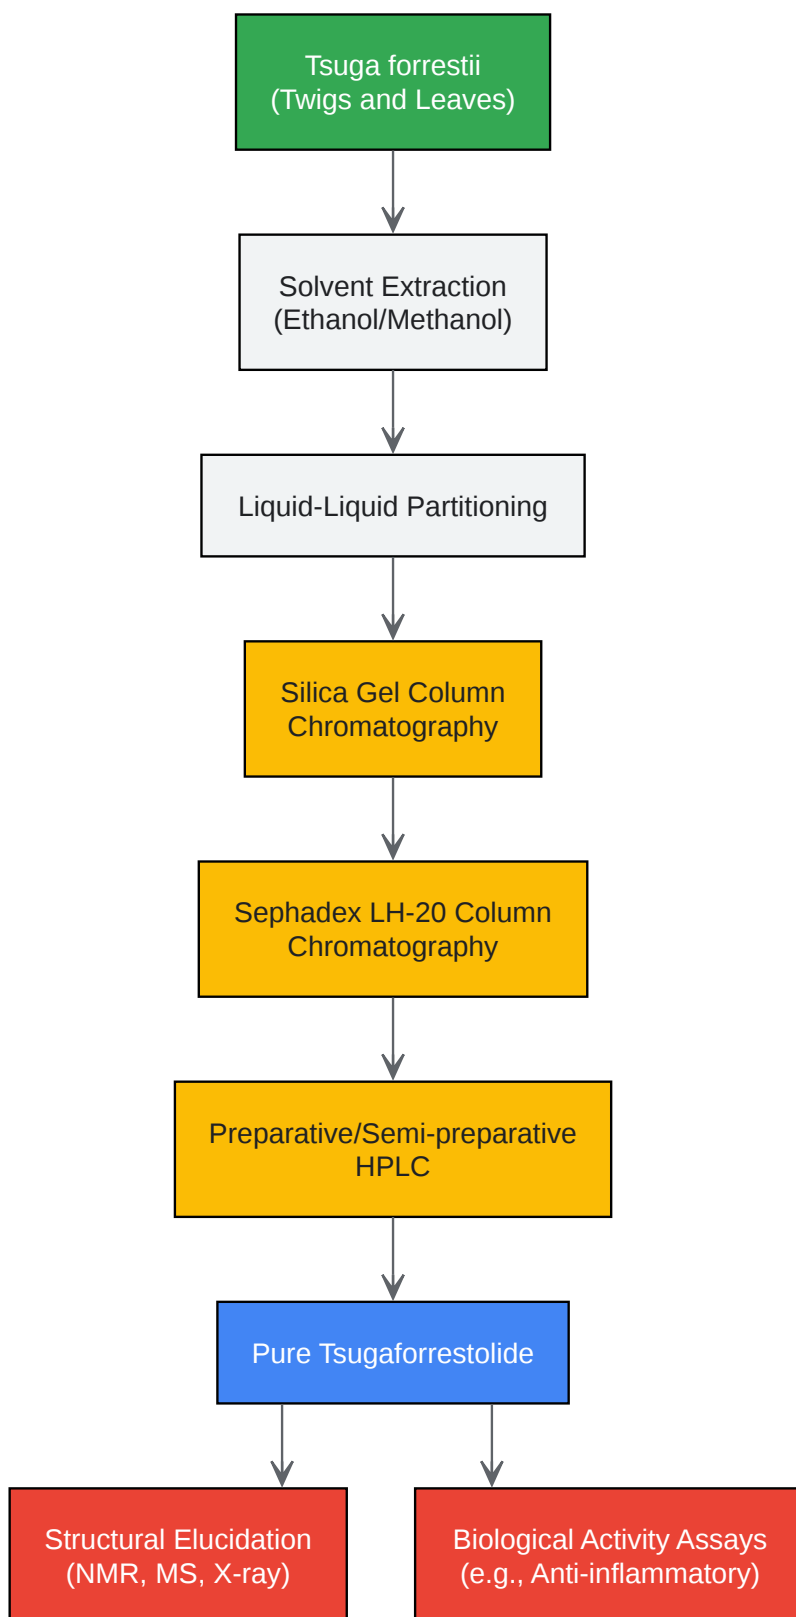 Tsuga forrestii
(Twigs and Leaves)
Solvent Extraction
(Ethanol/Methanol)
Liquid-Liquid Partitioning
Silica Gel Column
Chromatography
Sephadex LH-20 Column
Chromatography
Preparative/Semi-preparative
HPLC
Pure Tsugaforrestolide
Structural Elucidation
(NMR, MS, X-ray)
Biological Activity Assays
(e.g., Anti-inflammatory)